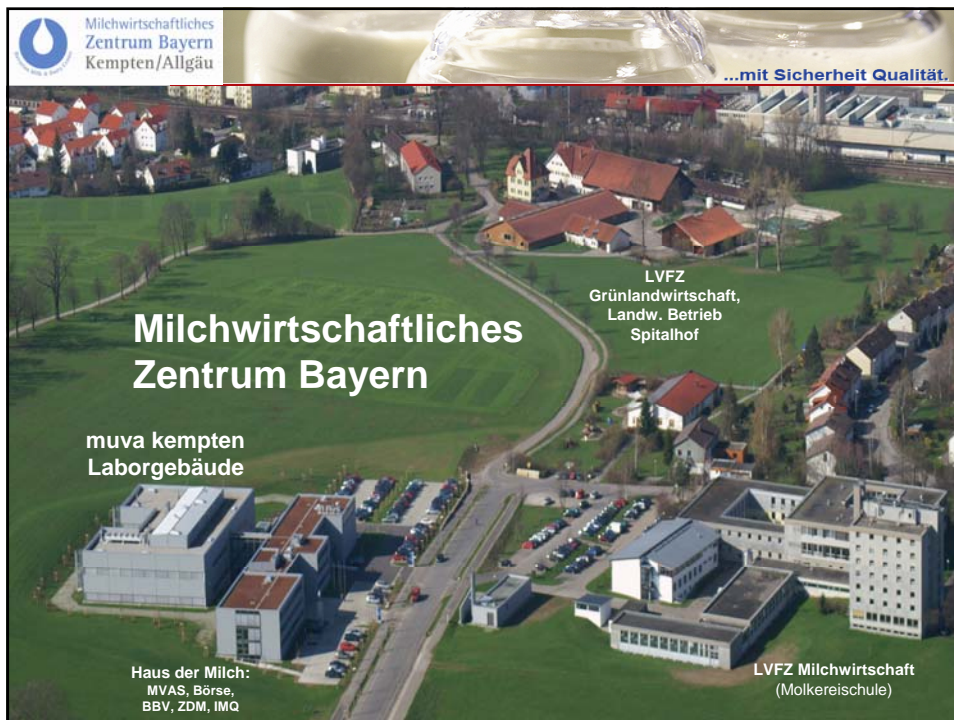 Milchwirtschaftliches
Zentrum Bayern
Kempten/Allgäu
...mit Sicherheit Qualität.
LVFZ
Grünlandwirtschaft,
Landw. Betrieb
Spitalhof
Milchwirtschaftliches
Zentrum Bayern
muva kempten
Laborgebäude
Haus der Milch:
MVAS, Börse,
BBV, ZDM, IMQ
LVFZ Milchwirtschaft
(Molkereischule)